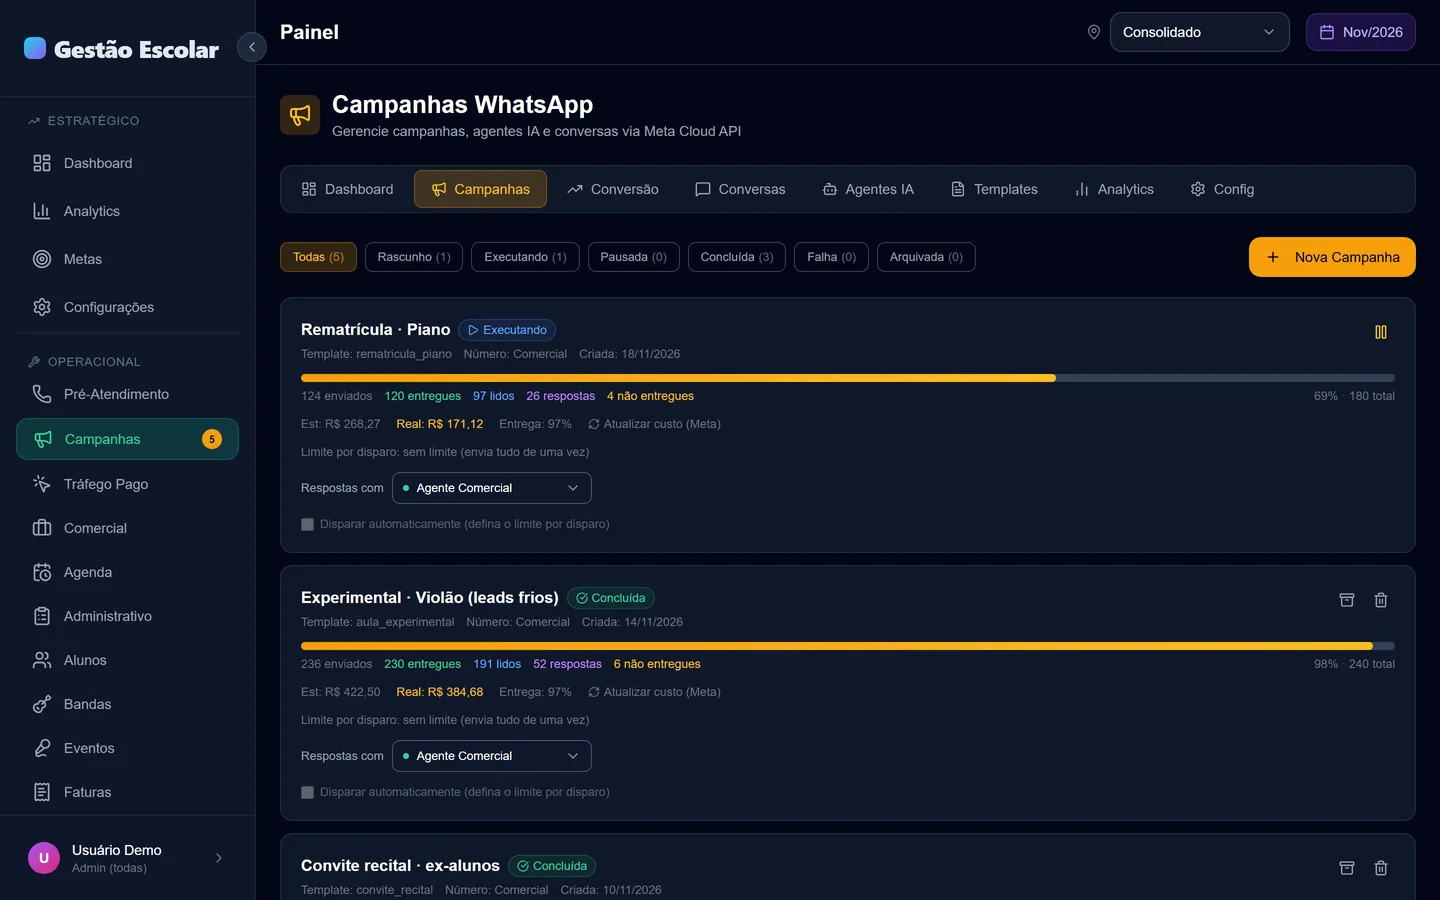 Gestão Escolar
Painel
Consolidado
Nov/2026
ESTRATÉGICO
Dashboard
Analytics
Metas
Configurações
OPERACIONAL
Pré-Atendimento
Campanhas 5
Tráfego Pago
Comercial
Agenda
Administrativo
Alunos
Bandas
Eventos
Faturas
U
Usuário Demo
Admin (todas)
Campanhas WhatsApp
Gerencie campanhas, agentes IA e conversas via Meta Cloud API
Dashboard Campanhas Conversão Conversas Agentes IA Templates Analytics Config
Todas (5) Rascunho (1) Executando (1) Pausada (0) Concluída (3) Falha (0) Arquivada (0)
+ Nova Campanha
Rematrícula · Piano Executando
Template: rematricula_piano Número: Comercial Criada: 18/11/2026
124 enviados 120 entregues 97 lidos 26 respostas 4 não entregues 69% · 180 total
Est: R$ 268,27 Real: R$ 171,12 Entrega: 97% Atualizar custo (Meta)
Limite por disparo: sem limite (envia tudo de uma vez)
Respostas com Agente Comercial
Disparar automaticamente (defina o limite por disparo)
Experimental · Violão (leads frios) Concluída
Template: aula_experimental Número: Comercial Criada: 14/11/2026
236 enviados 230 entregues 191 lidos 52 respostas 6 não entregues 98% · 240 total
Est: R$ 422,50 Real: R$ 384,68 Entrega: 97% Atualizar custo (Meta)
Limite por disparo: sem limite (envia tudo de uma vez)
Respostas com Agente Comercial
Disparar automaticamente (defina o limite por disparo)
Convite recital · ex-alunos Concluída
Template: convite_recital Número: Comercial Criada: 10/11/2026